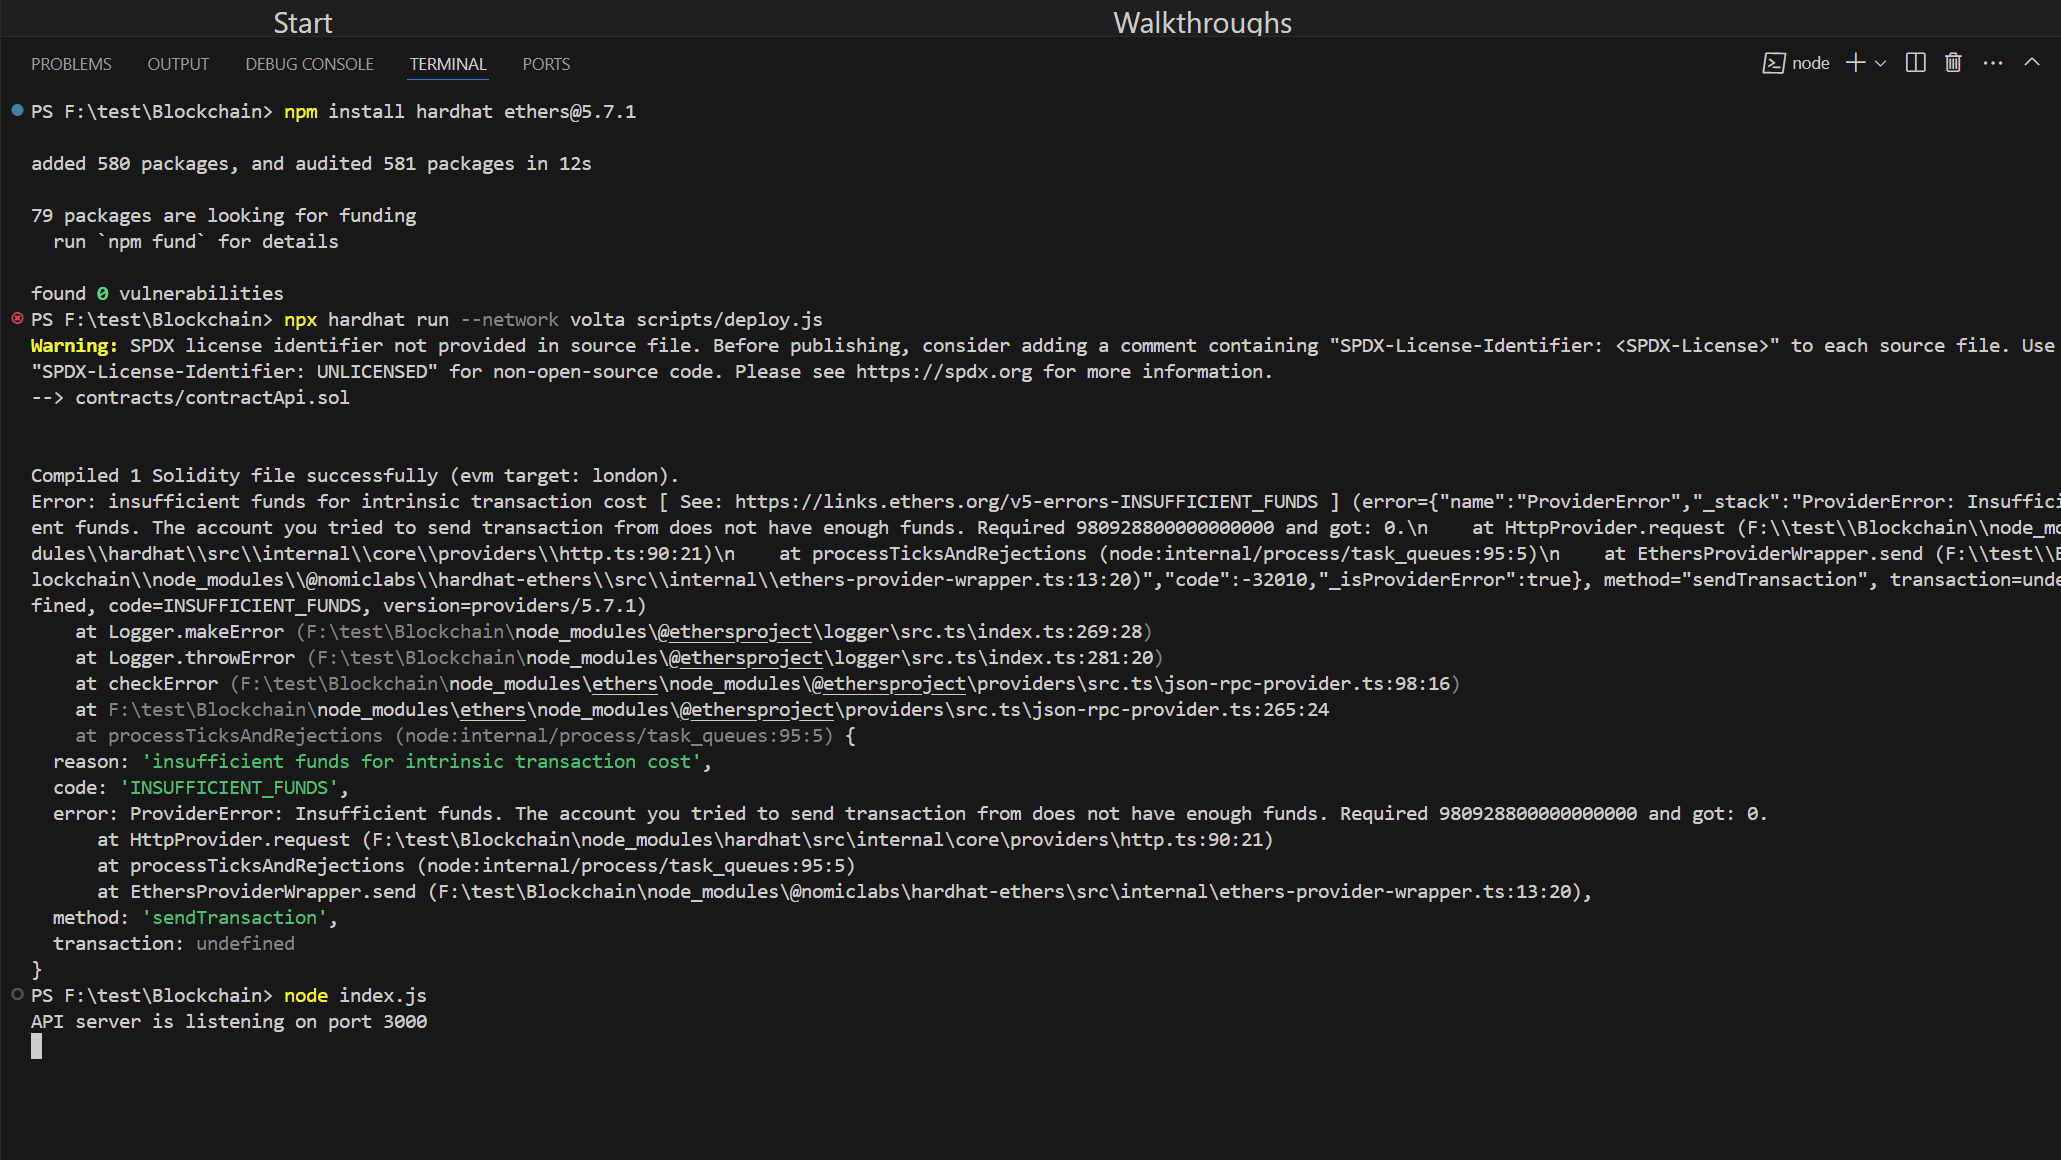 Start Walkthroughs
PROBLEMS OUTPUT DEBUG CONSOLE TERMINAL PORTS node
PS F:\test\Blockchain> npm install hardhat ethers@5.7.1
added 580 packages, and audited 581 packages in 12s
79 packages are looking for funding
run `npm fund` for details
found 0 vulnerabilities
PS F:\test\Blockchain> npx hardhat run --network volta scripts/deploy.js
Warning: SPDX license identifier not provided in source file. Before publishing, consider adding a comment containing "SPDX-License-Identifier: <SPDX-License>" to each source file. Use
"SPDX-License-Identifier: UNLICENSED" for non-open-source code. Please see https://spdx.org for more information.
--> contracts/contractApi.sol
Compiled 1 Solidity file successfully (evm target: london).
Error: insufficient funds for intrinsic transaction cost [ See: https://links.ethers.org/v5-errors-INSUFFICIENT_FUNDS ] (error={"name":"ProviderError","_stack":"ProviderError: Insuffici
ent funds. The account you tried to send transaction from does not have enough funds. Required 980928800000000000 and got: 0.\n    at HttpProvider.request (F:\\test\\Blockchain\\node_mo
dules\\hardhat\\src\\internal\\core\\providers\\http.ts:90:21)\n    at processTicksAndRejections (node:internal/process/task_queues:95:5)\n    at EthersProviderWrapper.send (F:\\test\\B
lockchain\\node_modules\\@nomiclabs\\hardhat-ethers\\src\\internal\\ethers-provider-wrapper.ts:13:20)","code":-32010,"_isProviderError":true}, method="sendTransaction", transaction=unde
fined, code=INSUFFICIENT_FUNDS, version=providers/5.7.1)
at Logger.makeError (F:\test\Blockchain\node_modules\@ethersproject\logger\src.ts\index.ts:269:28)
at Logger.throwError (F:\test\Blockchain\node_modules\@ethersproject\logger\src.ts\index.ts:281:20)
at checkError (F:\test\Blockchain\node_modules\ethers\node_modules\@ethersproject\providers\src.ts\json-rpc-provider.ts:98:16)
at F:\test\Blockchain\node_modules\ethers\node_modules\@ethersproject\providers\src.ts\json-rpc-provider.ts:265:24
at processTicksAndRejections (node:internal/process/task_queues:95:5) {
reason: 'insufficient funds for intrinsic transaction cost',
code: 'INSUFFICIENT_FUNDS',
error: ProviderError: Insufficient funds. The account you tried to send transaction from does not have enough funds. Required 980928800000000000 and got: 0.
at HttpProvider.request (F:\test\Blockchain\node_modules\hardhat\src\internal\core\providers\http.ts:90:21)
at processTicksAndRejections (node:internal/process/task_queues:95:5)
at EthersProviderWrapper.send (F:\test\Blockchain\node_modules\@nomiclabs\hardhat-ethers\src\internal\ethers-provider-wrapper.ts:13:20),
method: 'sendTransaction',
transaction: undefined
}
PS F:\test\Blockchain> node index.js
API server is listening on port 3000